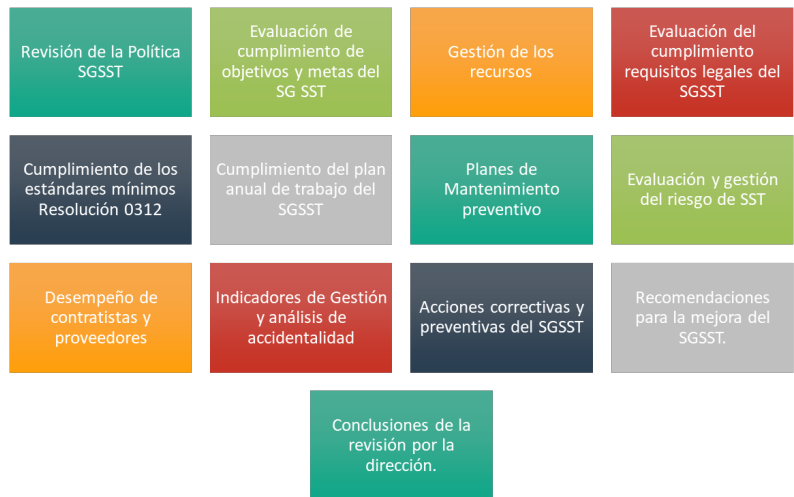 Revisión de la Política
SGSST
Evaluación de
cumplimiento de
objetivos y metas del
SG SST
Gestión de los
recursos
Evaluación del
cumplimiento
requisitos legales del
SGSST
Cumplimiento de los
estándares mínimos
Resolución 0312
Cumplimiento del plan
anual de trabajo del
SGSST
Planes de
Mantenimiento
preventivo
Evaluación y gestión
del riesgo de SST
Desempeño de
contratistas y
proveedores
Indicadores de Gestión
y análisis de
accidentalidad
Acciones correctivas y
preventivas del SGSST
Recomendaciones
para la mejora del
SGSST.
Conclusiones de la
revisión por la
dirección.